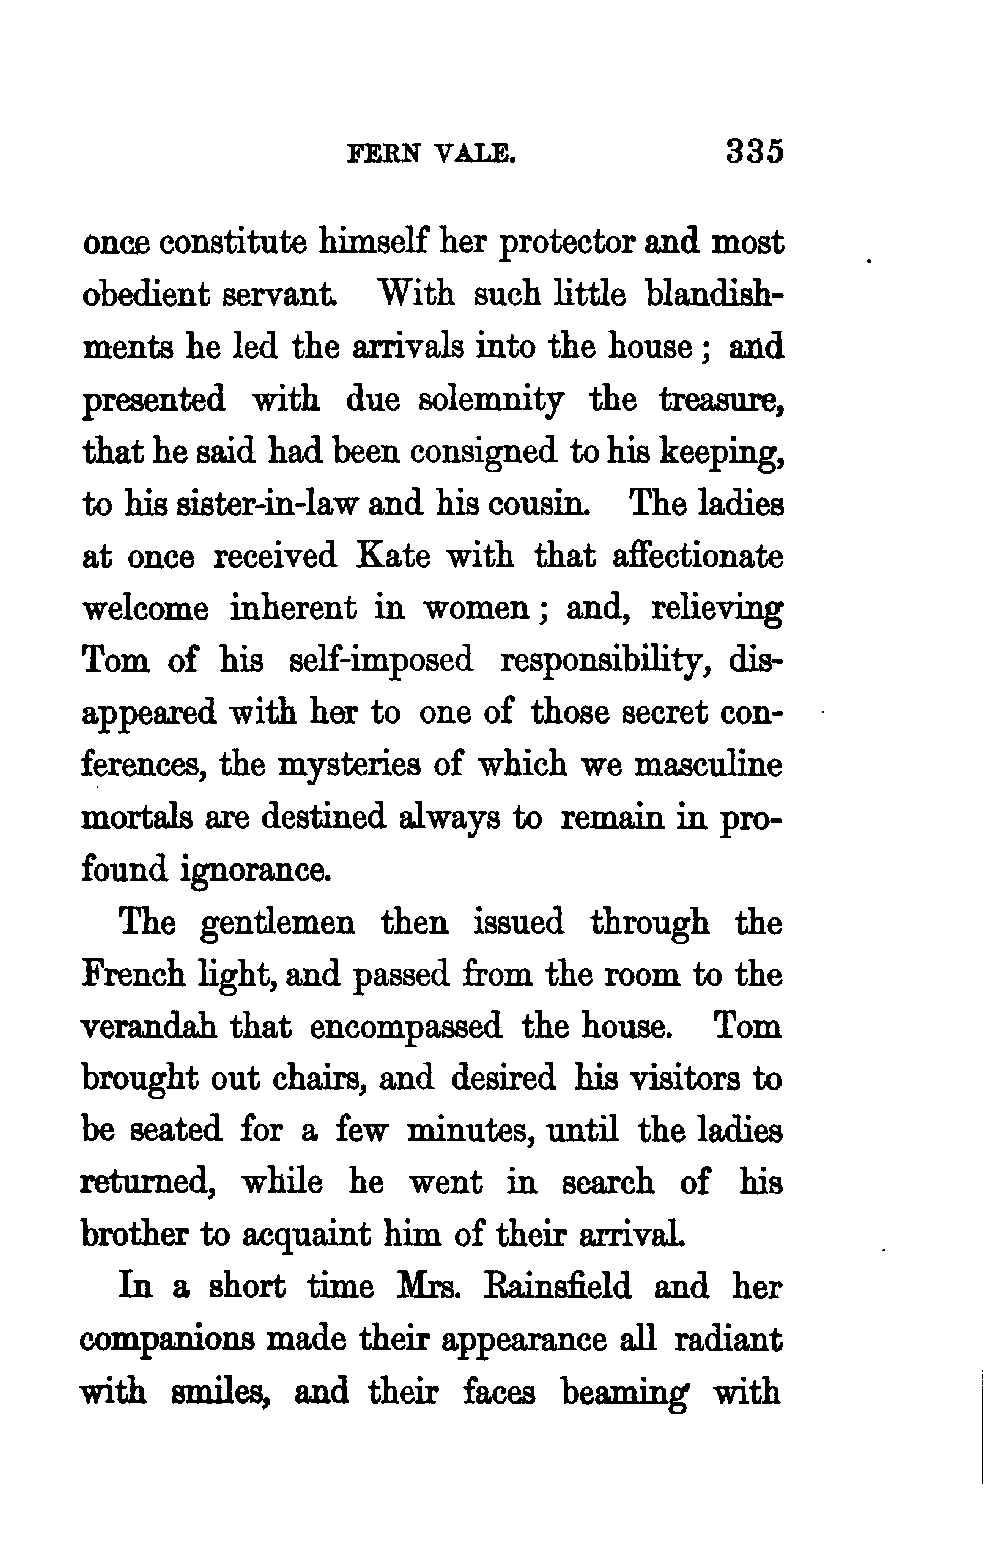 FERN VALE. 335
once constitute himself her protector and most
obedient servant. With such little blandish-
ments he led the arrivals into the house; and
presented with due solemnity the treasure,
that he said had been consigned to his keeping,
to his sister-in-law and his cousin. The ladies
at once received Kate with that affectionate
welcome inherent in women; and, relieving
Tom of his self-imposed responsibility, dis-
appeared with her to one of those secret con-
ferences, the mysteries of which we masculine
mortals are destined always to remain in pro-
found ignorance.
The gentlemen then issued through the
French light, and passed from the room to the
verandah that encompassed the house. Tom
brought out chairs, and desired his visitors to
be seated for a few minutes, until the ladies
returned, while he went in search of his
brother to acquaint him of their arrival.
In a short time Mrs. Rainsfield and her
companions made their appearance all radiant
with smiles, and their faces beaming with